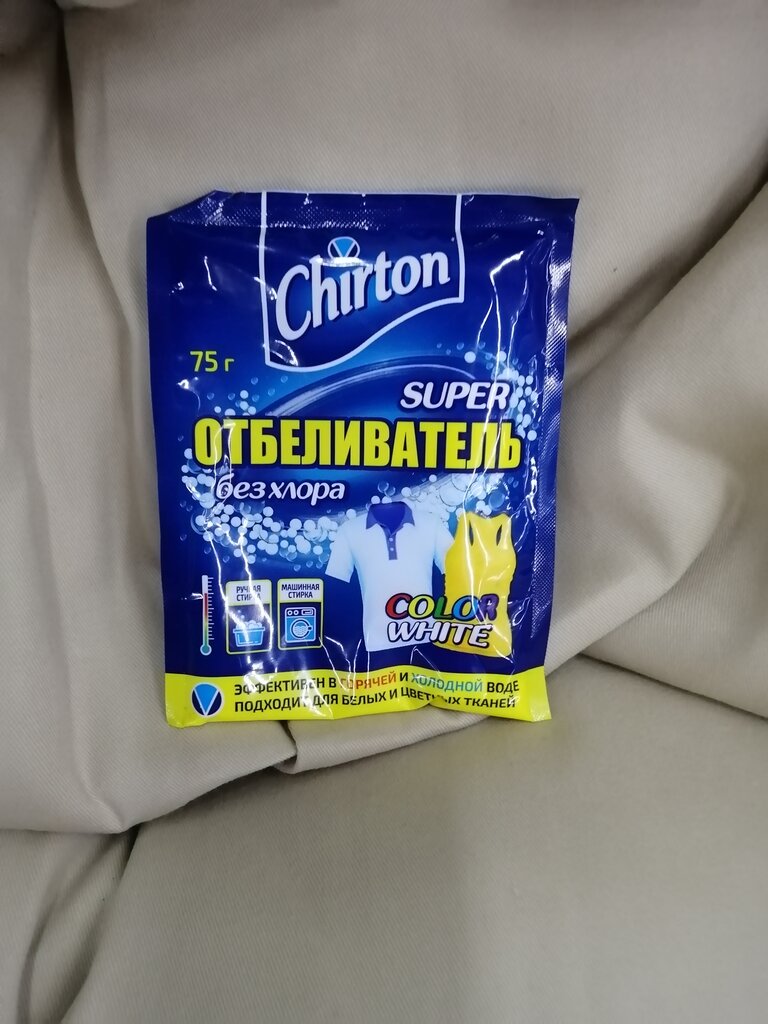 Chirton
75 г
SUPER
ОТБЕЛИВАТЕЛЬ
без хлора
РУЧНАЯ
СТИРКА
МАШИННАЯ
СТИРКА
COLOR
WHITE
ЭФФЕКТИВЕН В ГОРЯЧЕЙ И ХОЛОДНОЙ ВОДЕ
ПОДХОДИТ ДЛЯ БЕЛЫХ И ЦВЕТНЫХ ТКАНЕЙ